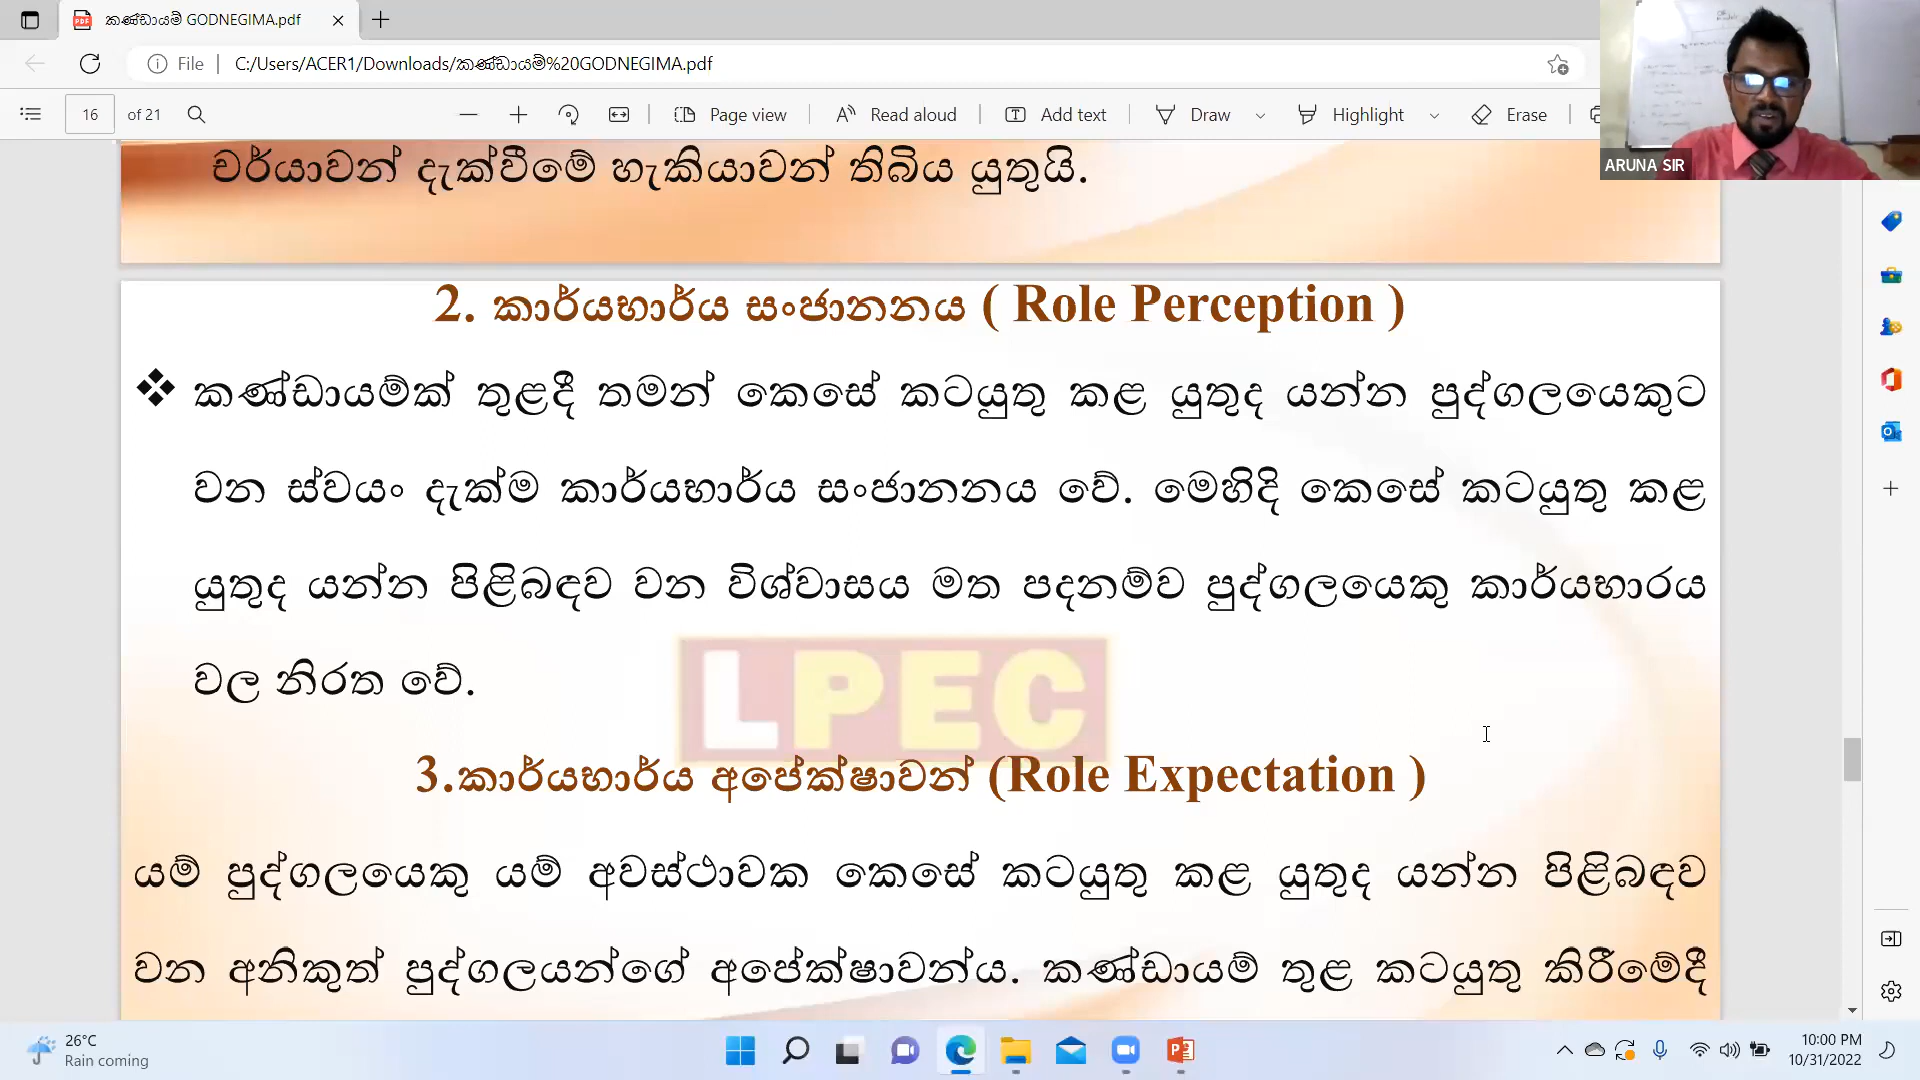 කණ්ඩායම් GODNEGIMA.pdf
File
C:/Users/ACER1/Downloads/කණ්ඩායම්%20GODNEGIMA.pdf
16 of 21
Page view
Read aloud
Add text
Draw
Highlight
Erase
ARUNA SIR
චර්යාවන් දැක්වීමේ හැකියාවන් තිබිය යුතුයි.
2. කාර්යභාර්ය සංජානනය ( Role Perception )
❖ කණ්ඩායම්ක් තුළදී තමන් කෙසේ කටයුතු කළ යුතුද යන්න පුද්ගලයෙකුට
වන ස්වයං දැක්ම කාර්යභාර්ය සංජානනය වේ. මෙහිදි කෙසේ කටයුතු කළ
යුතුද යන්න පිළිබඳව වන විශ්වාසය මත පදනම්ව පුද්ගලයෙකු කාර්යභාරය
වල නිරත වේ.
LPEC
3.කාර්යභාර්ය අපේක්ෂාවන් (Role Expectation )
යම් පුද්ගලයෙකු යම් අවස්ථාවක කෙසේ කටයුතු කළ යුතුද යන්න පිළිබඳව
වන අනිකුත් පුද්ගලයන්ගේ අපේක්ෂාවන්ය. කණ්ඩායම් තුළ කටයුතු කිරීමේදී
26°C
Rain coming
10:00 PM
10/31/2022